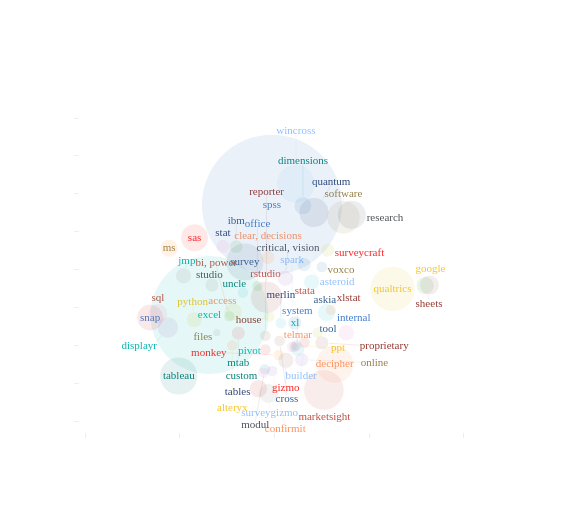 wincross
dimensions
quantum
reporter
software
spss
research
ibm
office
stat
clear, decisions
sas
ms
critical, vision
surveycraft
jmp
bi, power
survey
spark
voxco
google
studio
rstudio
uncle
asteroid
qualtrics
sql
python
access
merlin
stata
askia
xlstat
sheets
snap
excel
house
system
xl
internal
tool
files
telmar
displayr
monkey
pivot
ppt
proprietary
mtab
decipher
online
tableau
custom
builder
tables
gizmo
cross
alteryx
surveygizmo
marketsight
modul
confirmit